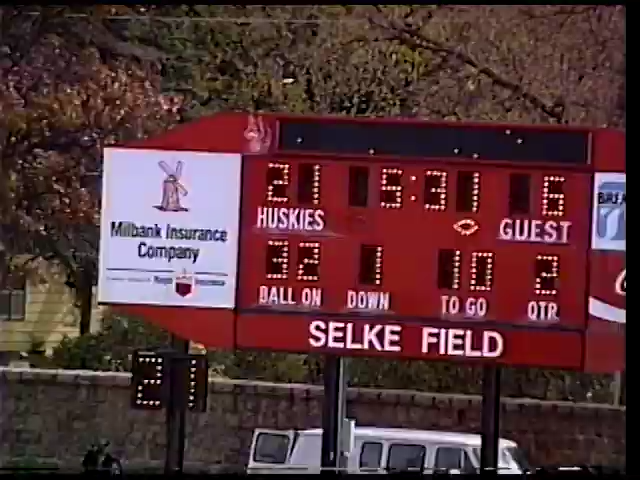 21 5:31 6
HUSKIES GUEST
Milbank Insurance
Company
32 1 10 2
BALL ON DOWN TO GO QTR
SELKE FIELD
21